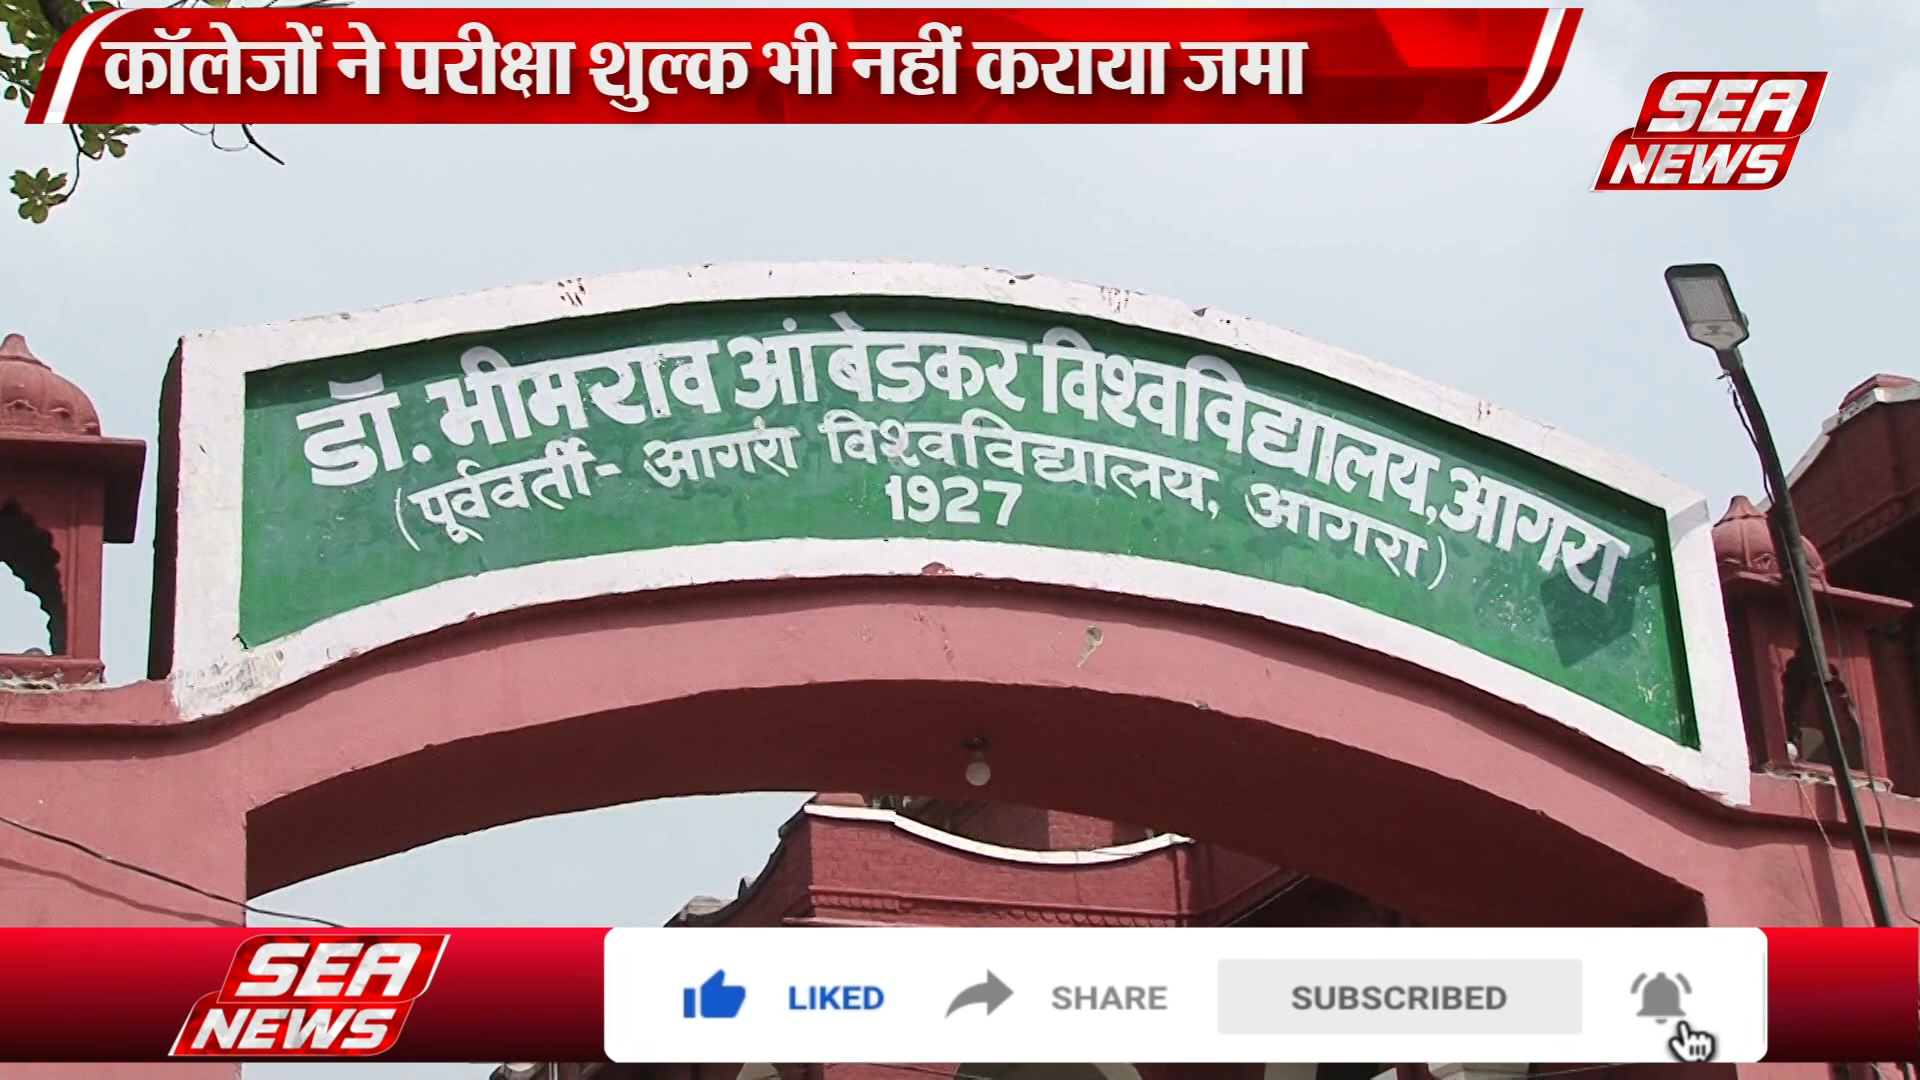 कॉलेजों ने परीक्षा शुल्क भी नहीं कराया जमा
SEA
NEWS
डॉ. भीमराव आंबेडकर विश्वविद्यालय, आगरा
(पूर्ववर्ती- आगरा विश्वविद्यालय, आगरा)
1927
SEA
NEWS
LIKED
SHARE
SUBSCRIBED